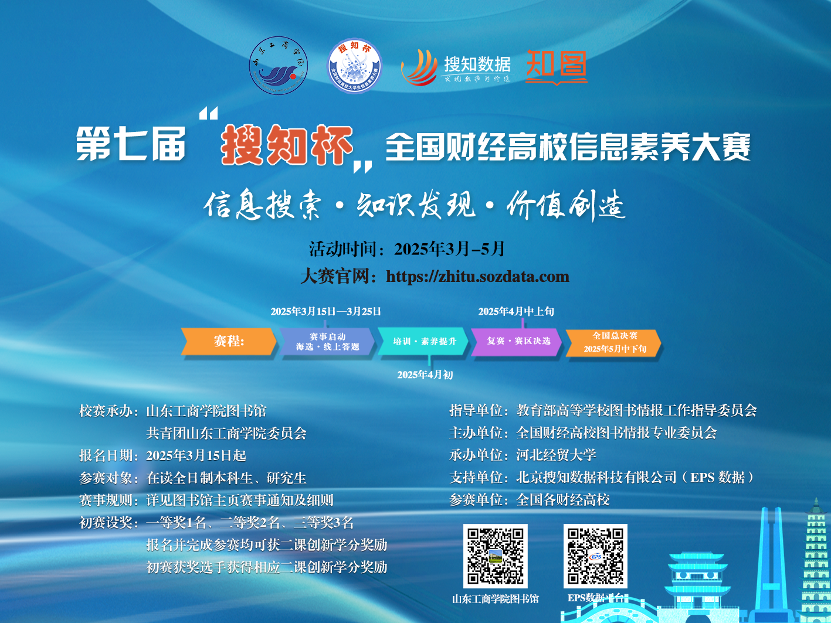 山东工商学院
搜知杯
搜知数据
发现数据的价值
知图
第七届“搜知杯”全国财经高校信息素养大赛
信息搜索·知识发现·价值创造
活动时间：2025年3月-5月
大赛官网：https://zhitu.sozdata.com
2025年3月15日—3月25日
2025年4月中上旬
赛程:
赛事启动
海选·线上答题
培训·素养提升
复赛·赛区决选
全国总决赛
2025年5月中下旬
2025年4月初
校赛承办：山东工商学院图书馆
共青团山东工商学院委员会
报名日期：2025年3月15日起
参赛对象：在读全日制本科生、研究生
赛事规则：详见图书馆主页赛事通知及细则
初赛设奖：一等奖1名、二等奖2名、三等奖3名
报名并完成参赛均可获二课创新学分奖励
初赛获奖选手获得相应二课创新学分奖励
指导单位：教育部高等学校图书情报工作指导委员会
主办单位：全国财经高校图书情报专业委员会
承办单位：河北经贸大学
支持单位：北京搜知数据科技有限公司（EPS 数据）
参赛单位：全国各财经高校
山东工商学院图书馆
EPS数据平台